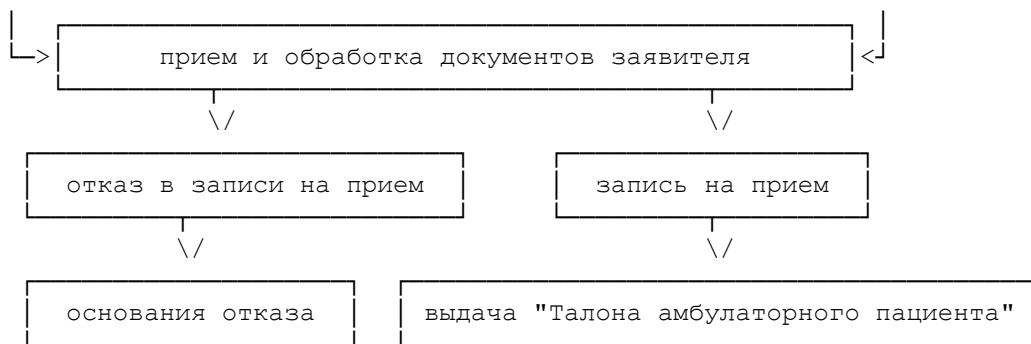 прием и обработка документов заявителя
отказ в записи на прием
запись на прием
основания отказа
выдача "Талона амбулаторного пациента"